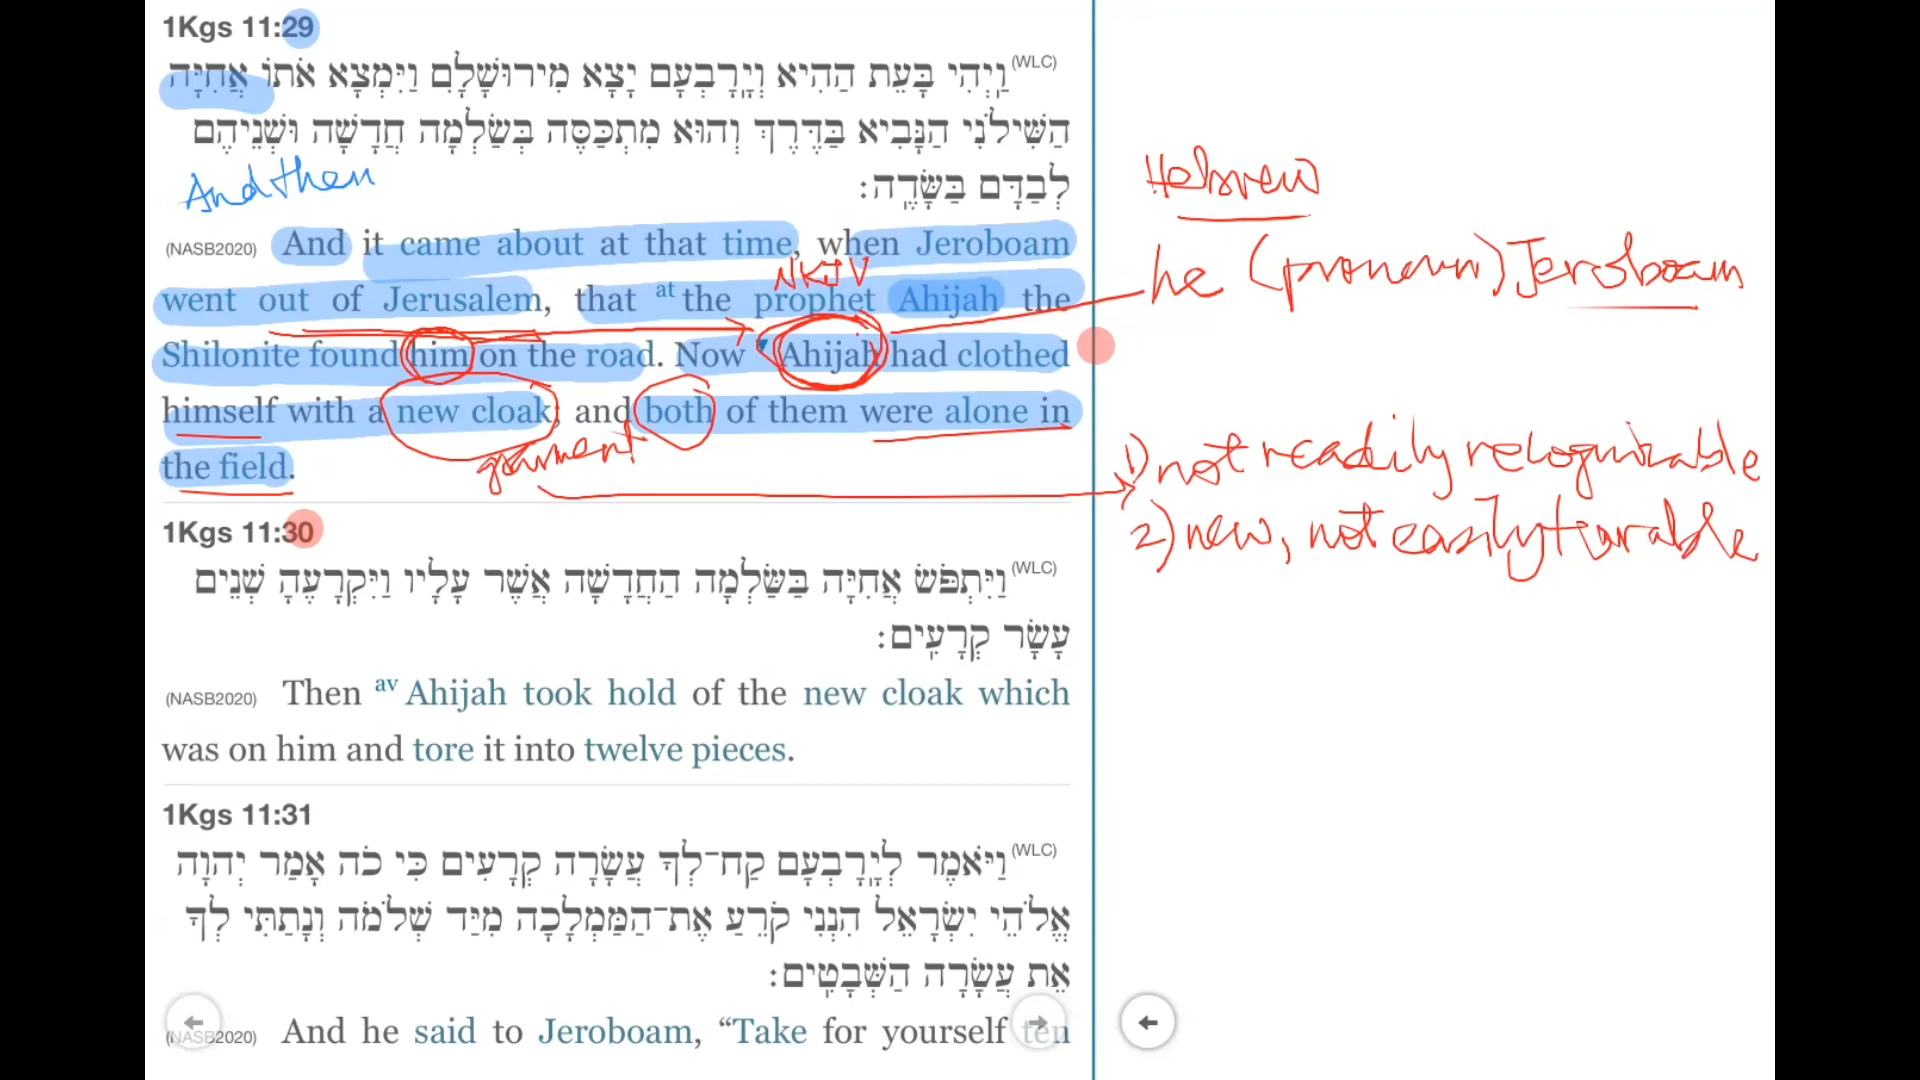 1Kgs 11:29
(WLC) וַיְהִי בָּעֵת הַהִיא וְיָרָבְעָם יָצָא מִירוּשָׁלִָם וַיִּמְצָא אֹתוֹ אֲחִיָּה
הַשִּׁילֹנִי הַנָּבִיא בַּדֶּרֶךְ וְהוּא מִתְכַּסֶּה בְּשַׂלְמָה חֲדָשָׁה וּשְׁנֵיהֶם
לְבַדָּם בַּשָּׂדֶה׃
And then
(NASB2020) And it came about at that time, when Jeroboam
NKJV
went out of Jerusalem, that at the prophet Ahijah the
Shilonite found him on the road. Now Ahijah had clothed
himself with a new cloak; and both of them were alone in
garment
the field.
1Kgs 11:30
(WLC) וַיִּתְפֹּשׂ אֲחִיָּה בַּשַּׂלְמָה הַחֲדָשָׁה אֲשֶׁר עָלָיו וַיִּקְרָעֶהָ שְׁנֵים
עָשָׂר קְרָעִים׃
(NASB2020) Then av Ahijah took hold of the new cloak which
was on him and tore it into twelve pieces.
1Kgs 11:31
(WLC) וַיֹּאמֶר לְיָרָבְעָם קַח־לְךָ עֲשָׂרָה קְרָעִים כִּי כֹה אָמַר יְהוָה
אֱלֹהֵי יִשְׂרָאֵל הִנְנִי קֹרֵעַ אֶת־הַמַּמְלָכָה מִיַּד שְׁלֹמֹה וְנָתַתִּי לְךָ
אֵת עֲשָׂרָה הַשְּׁבָטִים׃
(NASB2020) And he said to Jeroboam, “Take for yourself ten
Hebrew
he (pronoun) Jeroboam
1) not readily recognizable
2) new, not easily tearable